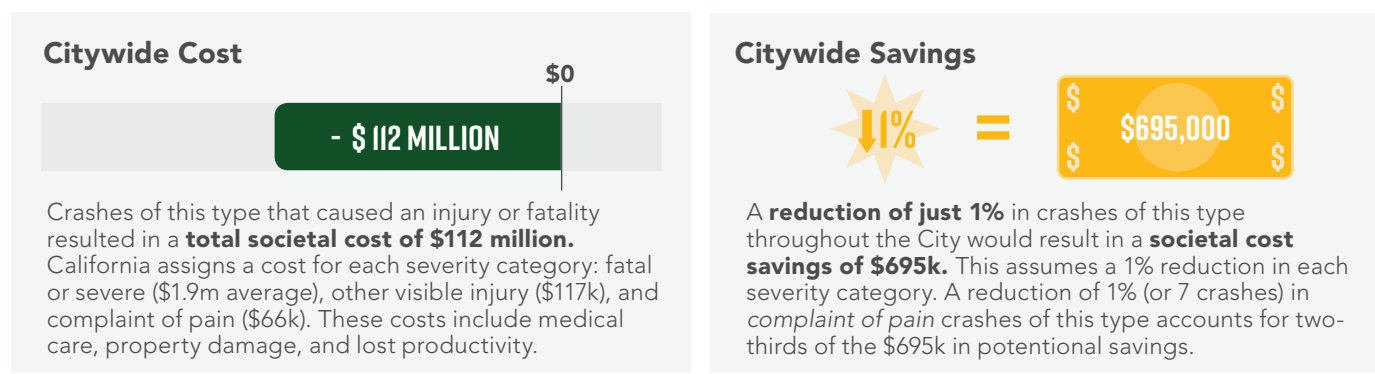 Citywide Cost
$0
- $ 112 MILLION
Crashes of this type that caused an injury or fatality
resulted in a total societal cost of $112 million.
California assigns a cost for each severity category: fatal
or severe ($1.9m average), other visible injury ($117k), and
complaint of pain ($66k). These costs include medical
care, property damage, and lost productivity.
Citywide Savings
1%
=
$ $
$695,000
$ $
A reduction of just 1% in crashes of this type
throughout the City would result in a societal cost
savings of $695k. This assumes a 1% reduction in each
severity category. A reduction of 1% (or 7 crashes) in
complaint of pain crashes of this type accounts for two-
thirds of the $695k in potentional savings.